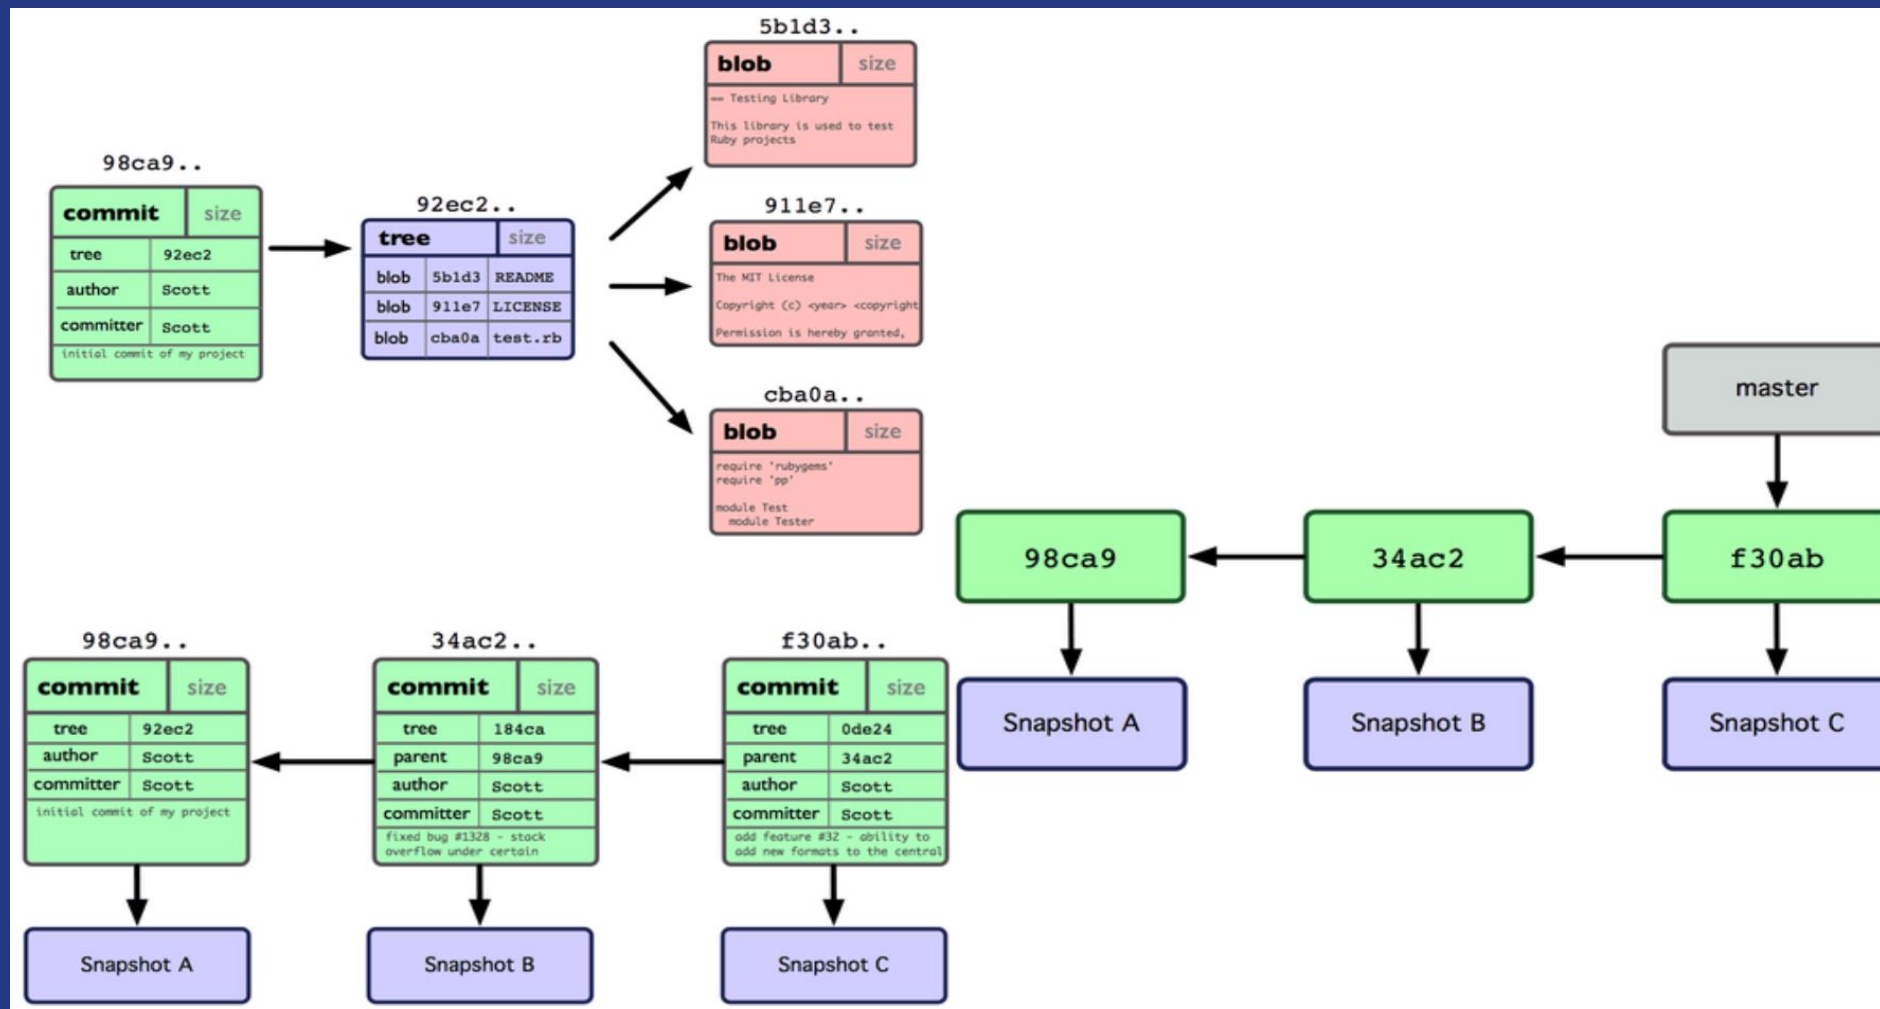 98ca9..
commit size
tree 92ec2
author Scott
committer Scott
initial commit of my project
92ec2..
tree size
blob 5b1d3 README
blob 911e7 LICENSE
blob cba0a test.rb
5b1d3..
blob size
== Testing Library
This library is used to test
Ruby projects
911e7..
blob size
The MIT License
Copyright (c) <year> <copyright
Permission is hereby granted,
cba0a..
blob size
require 'rubygems'
require 'pp'
module Test
module Tester
98ca9..
commit size
tree 92ec2
author Scott
committer Scott
initial commit of my project
Snapshot A
34ac2..
commit size
tree 184ca
parent 98ca9
author Scott
committer Scott
fixed bug #1328 - stack
overflow under certain
Snapshot B
f30ab..
commit size
tree 0de24
parent 34ac2
author Scott
committer Scott
add feature #32 - ability to
add new formats to the central
Snapshot C
master
98ca9
34ac2
f30ab
Snapshot A
Snapshot B
Snapshot C